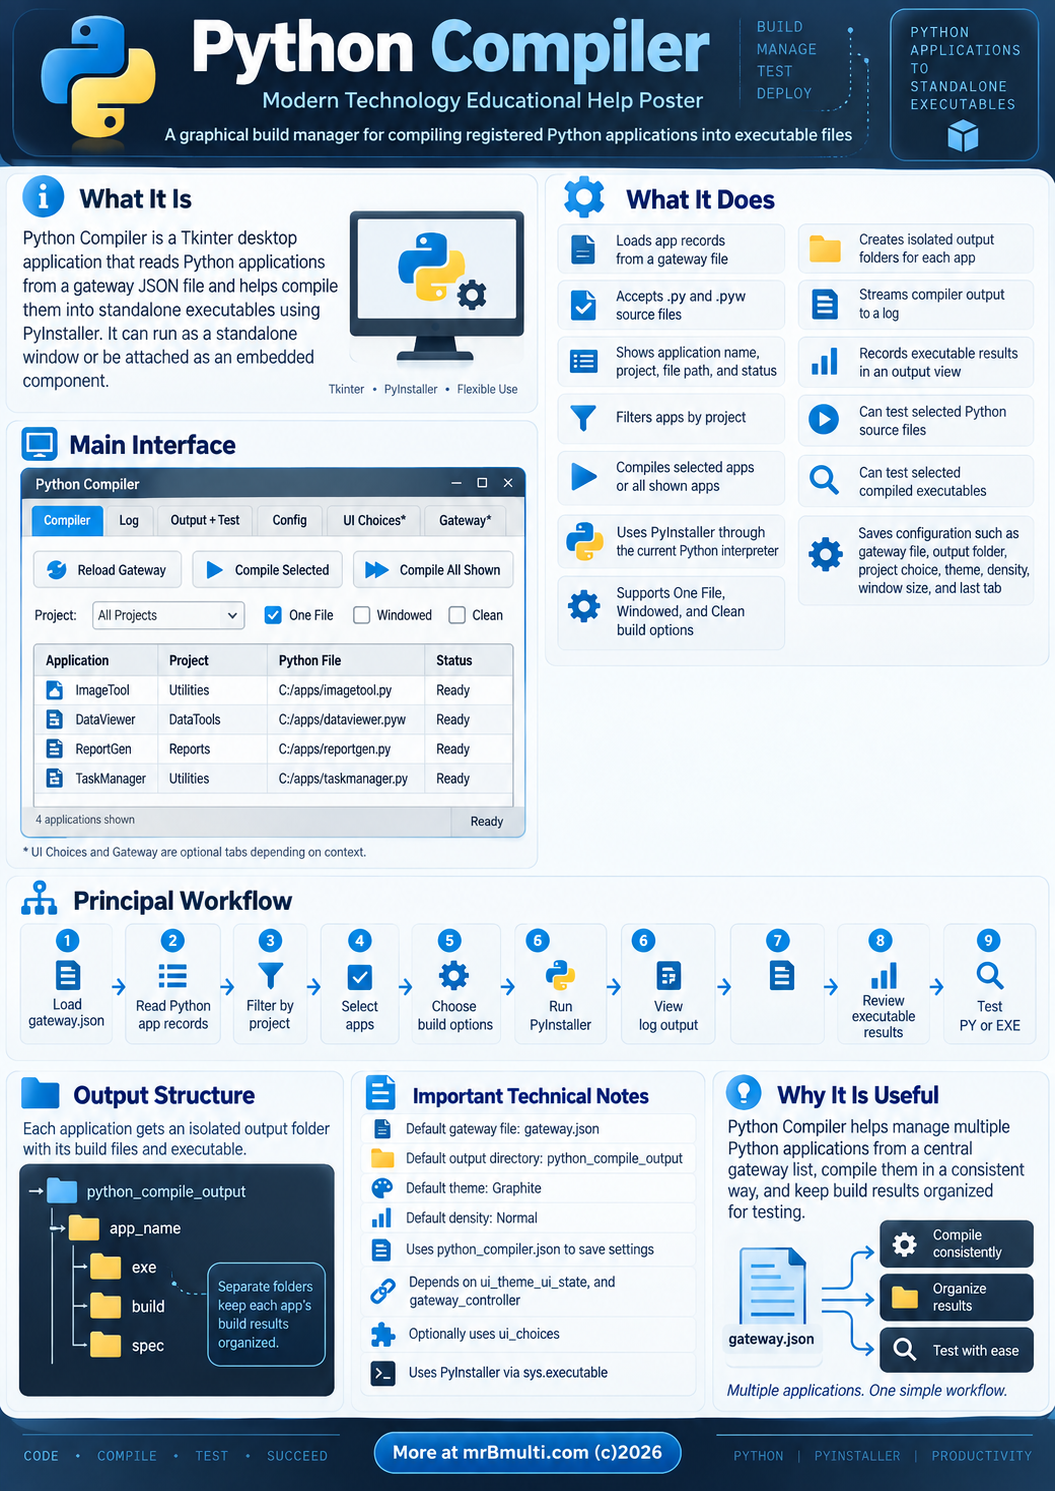 Python Compiler
Modern Technology Educational Help Poster
A graphical build manager for compiling registered Python applications into executable files
BUILD
MANAGE
TEST
DEPLOY
PYTHON
APPLICATIONS
TO
STANDALONE
EXECUTABLES
What It Is
Python Compiler is a Tkinter desktop
application that reads Python applications
from a gateway JSON file and helps compile
them into standalone executables using
PyInstaller. It can run as a standalone
window or be attached as an embedded
component.
Tkinter • PyInstaller • Flexible Use
What It Does
Loads app records
from a gateway file
Accepts .py and .pyw
source files
Shows application name,
project, file path, and status
Filters apps by project
Compiles selected apps
or all shown apps
Uses PyInstaller through
the current Python interpreter
Supports One File,
Windowed, and Clean
build options
Creates isolated output
folders for each app
Streams compiler output
to a log
Records executable results
in an output view
Can test selected Python
source files
Can test selected
compiled executables
Saves configuration such as
gateway file, output folder,
project choice, theme, density,
window size, and last tab
Main Interface
Python Compiler
Compiler Log Output + Test Config UI Choices* Gateway*
Reload Gateway Compile Selected Compile All Shown
Project: All Projects One File Windowed Clean
Application Project Python File Status
ImageTool Utilities C:/apps/imagetool.py Ready
DataViewer DataTools C:/apps/dataviewer.pyw Ready
ReportGen Reports C:/apps/reportgen.py Ready
TaskManager Utilities C:/apps/taskmanager.py Ready
4 applications shown Ready
* UI Choices and Gateway are optional tabs depending on context.
Principal Workflow
1
Load
gateway.json
2
Read Python
app records
3
Filter by
project
4
Select
apps
5
Choose
build options
6
Run
PyInstaller
6
View
log output
7
8
Review
executable
results
9
Test
PY or EXE
Output Structure
Each application gets an isolated output folder
with its build files and executable.
python_compile_output
app_name
exe
build
spec
Separate folders
keep each app's
build results
organized.
Important Technical Notes
Default gateway file: gateway.json
Default output directory: python_compile_output
Default theme: Graphite
Default density: Normal
Uses python_compiler.json to save settings
Depends on ui_theme_ui_state, and
gateway_controller
Optionally uses ui_choices
Uses PyInstaller via sys.executable
Why It Is Useful
Python Compiler helps manage multiple
Python applications from a central
gateway list, compile them in a consistent
way, and keep build results organized
for testing.
gateway.json
Compile
consistently
Organize
results
Test with ease
Multiple applications. One simple workflow.
CODE • COMPILE • TEST • SUCCEED
More at mrBmulti.com (c)2026
PYTHON | PYINSTALLER | PRODUCTIVITY